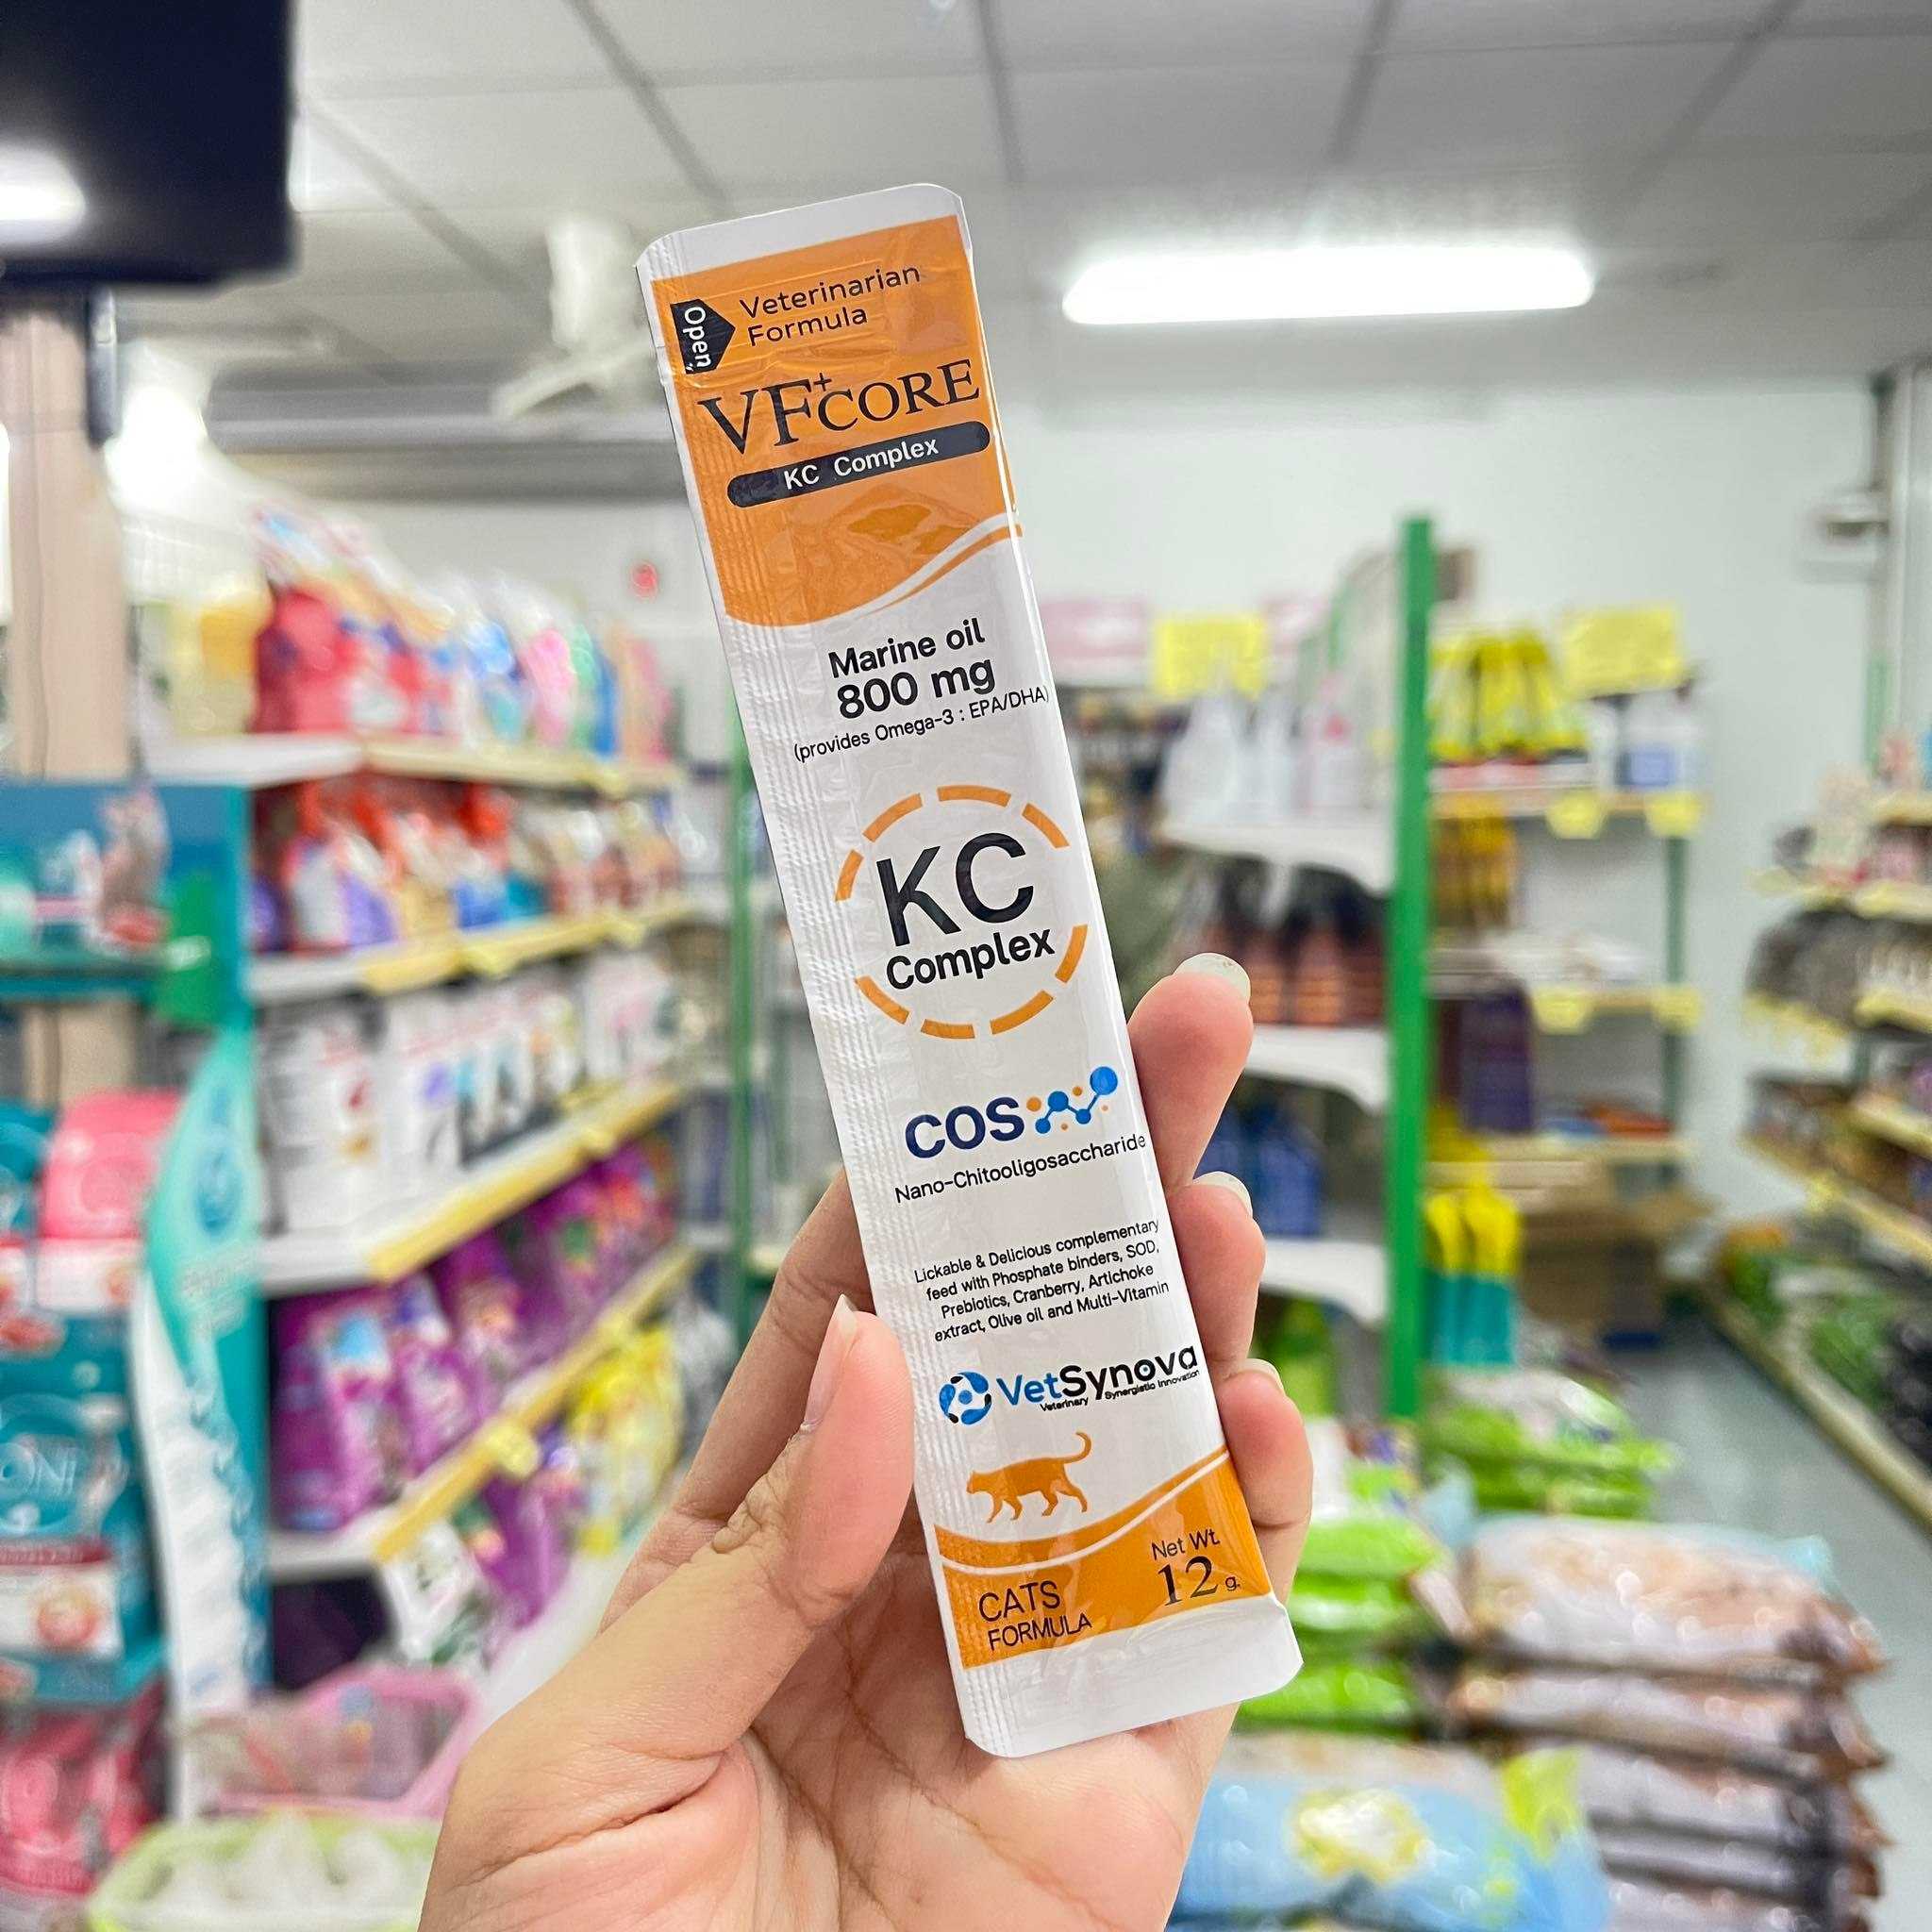 Open
Veterinarian
Formula
VF+CORE
KC Complex
Marine oil
800 mg
(provides Omega-3 : EPA/DHA)
KC
Complex
COS
Nano-Chitooligosaccharide
Lickable & Delicious complementary
feed with Phosphate binders, SOD,
Prebiotics, Cranberry, Artichoke
extract, Olive oil and Multi-Vitamin
VetSynova
Veterinary Synergistic Innovation
CATS
FORMULA
Net Wt.
12 g.